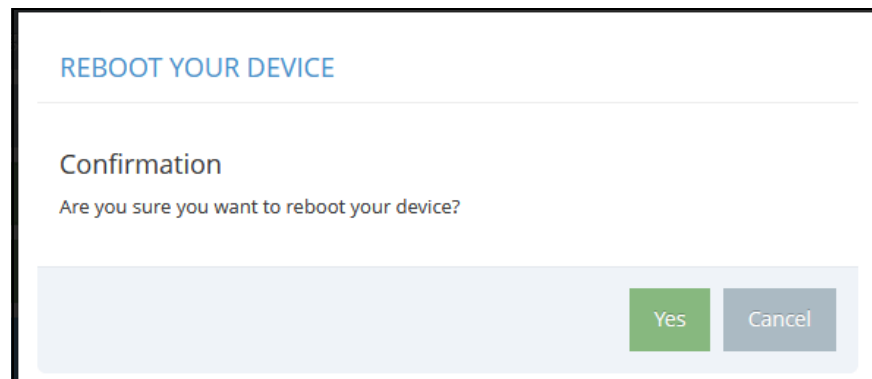 REBOOT YOUR DEVICE
Confirmation
Are you sure you want to reboot your device?
Yes Cancel